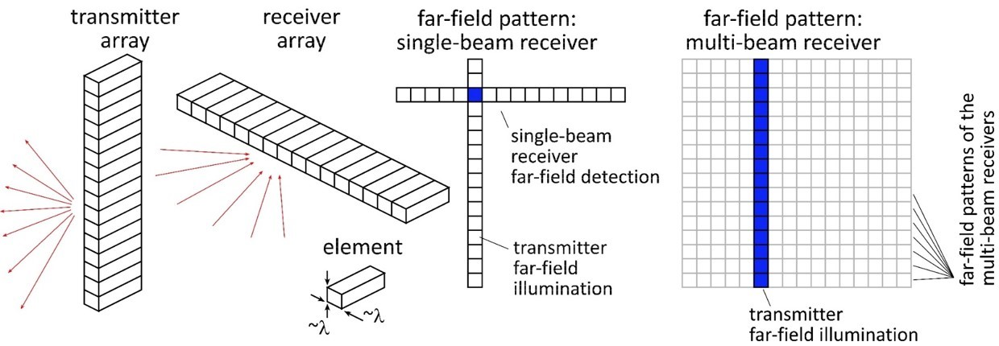 transmitter
array
receiver
array
far-field pattern:
single-beam receiver
far-field pattern:
multi-beam receiver
single-beam
receiver
far-field detection
transmitter
far-field
illumination
element
~λ
~λ
transmitter
far-field illumination
far-field patterns of the
multi-beam receivers